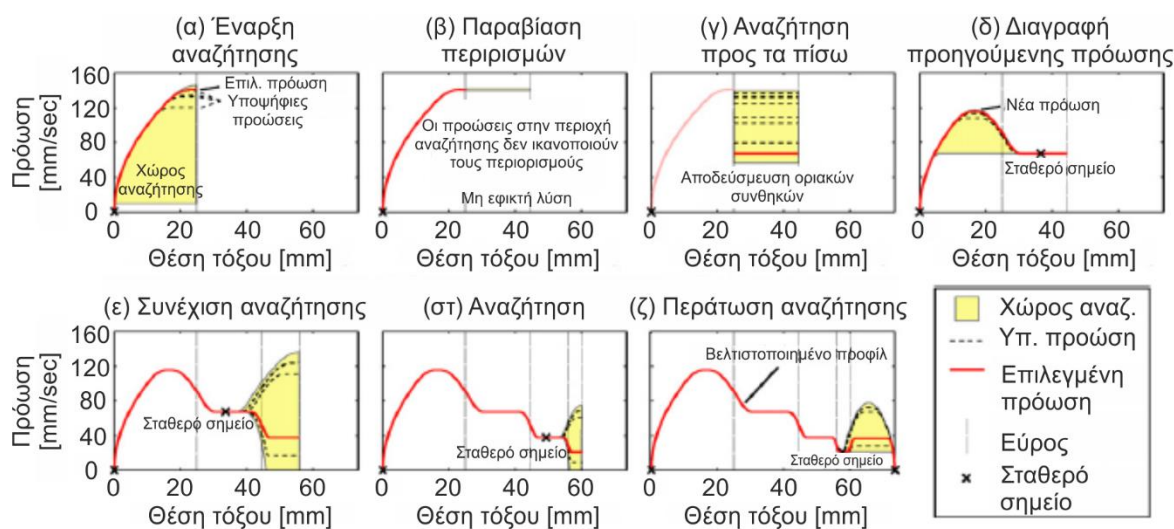 (α) Έναρξη
αναζήτησης
(β) Παραβίαση
περιρισμών
(γ) Αναζήτηση
προς τα πίσω
(δ) Διαγραφή
προηγούμενης πρόωσης
Πρόωση
[mm/sec]
160
120
80
40
0
Επιλ. πρόωση
Υποψήφιες
προώσεις
Χώρος
αναζήτησης
0 20 40 60
Θέση τόξου [mm]
Οι προώσεις στην περιοχή
αναζήτησης δεν ικανοποιούν
τους περιορισμούς
Μη εφικτή λύση
0 20 40 60
Θέση τόξου [mm]
Αποδεύσμευση οριακών
συνθηκών
0 20 40 60
Θέση τόξου [mm]
Νέα πρόωση
Σταθερό σημείο
0 20 40 60
Θέση τόξου [mm]
(ε) Συνέχιση αναζήτησης
(στ) Αναζήτηση
(ζ) Περάτωση αναζήτησης
Πρόωση
[mm/sec]
160
120
80
40
0
Σταθερό σημείο
0 20 40 60
Θέση τόξου [mm]
Σταθερό σημείο
0 20 40 60
Θέση τόξου [mm]
Βελτιστοποιημένο προφίλ
Σταθερό σημείο
0 20 40 60
Θέση τόξου [mm]
Χώρος αναζ.
Υπ. προώση
Επιλεγμένη
πρόωση
Εύρος
Σταθερό
σημείο